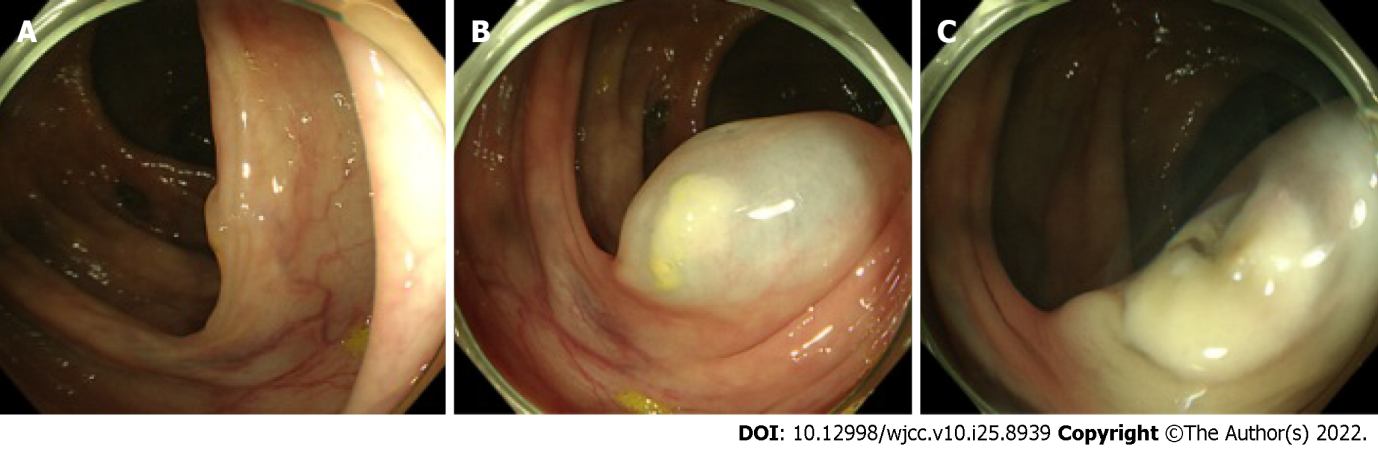 A
B
C
DOI: 10.12998/wjcc.v10.i25.8939 Copyright ©The Author(s) 2022.